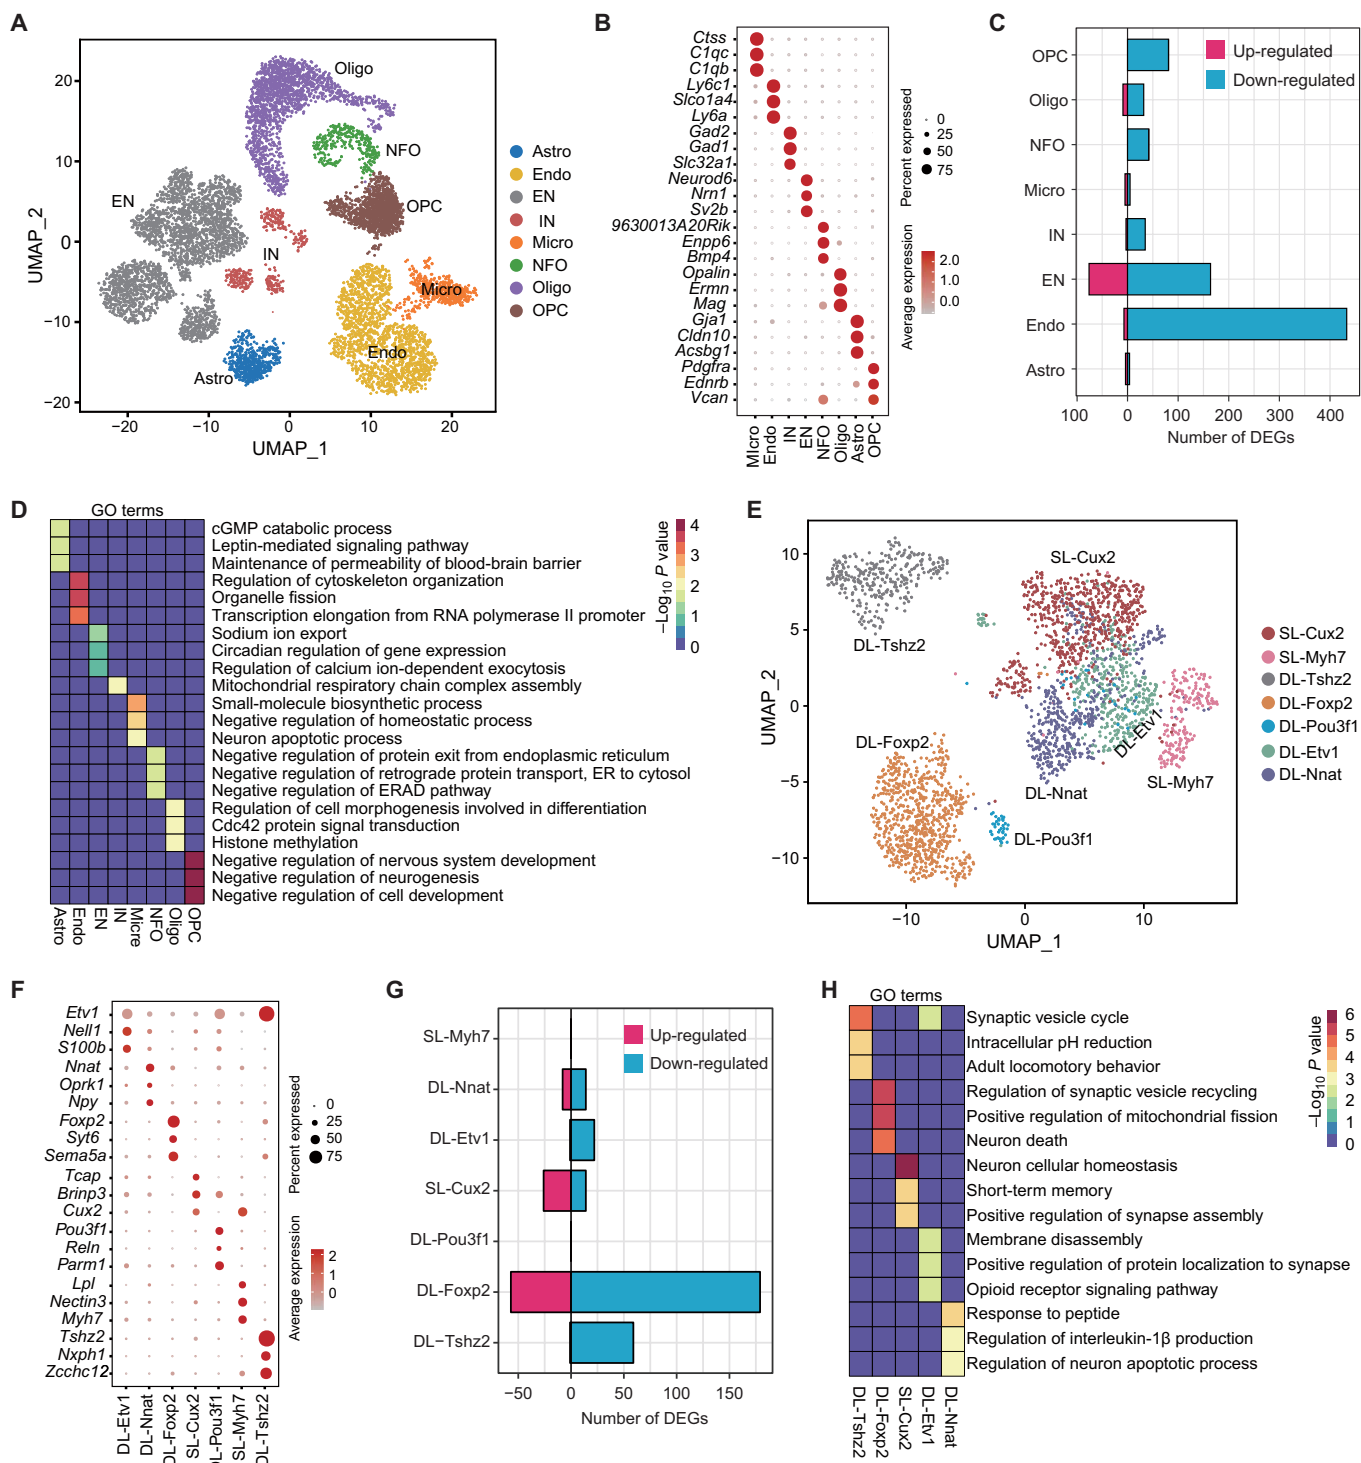 A
20
10
0
−10
−20
−20
−10
0
10
20
UMAP_1
UMAP_2
Oligo
NFO
OPC
EN
IN
Micro
Endo
Astro
Astro
Endo
EN
IN
Micro
NFO
Oligo
OPC
B
Ctss
C1qc
C1qb
Ly6c1
Slco1a4
Ly6a
Gad2
Gad1
Slc32a1
Neurod6
Nrn1
Sv2b
9630013A20Rik
Enpp6
Bmp4
Opalin
Ermn
Mag
Gja1
Cldn10
Acsbg1
Pdgfra
Ednrb
Vcan
MIcro
Endo
IN
EN
NFO
Oligo
Astro
OPC
Percent expressed
0
25
50
75
Average expression
2.0
1.0
0.0
C
OPC
Oligo
NFO
Micro
IN
EN
Endo
Astro
Up-regulated
Down-regulated
100
0
100
200
300
400
Number of DEGs
D
GO terms
cGMP catabolic process
Leptin-mediated signaling pathway
Maintenance of permeability of blood-brain barrier
Regulation of cytoskeleton organization
Organelle fission
Transcription elongation from RNA polymerase II promoter
Sodium ion export
Circadian regulation of gene expression
Regulation of calcium ion-dependent exocytosis
Mitochondrial respiratory chain complex assembly
Small-molecule biosynthetic process
Negative regulation of homeostatic process
Neuron apoptotic process
Negative regulation of protein exit from endoplasmic reticulum
Negative regulation of retrograde protein transport, ER to cytosol
Negative regulation of ERAD pathway
Regulation of cell morphogenesis involved in differentiation
Cdc42 protein signal transduction
Histone methylation
Negative regulation of nervous system development
Negative regulation of neurogenesis
Negative regulation of cell development
Astro
Endo
EN
IN
Micre
NFO
Oligo
OPC
−Log10 P value
4
3
2
1
0
E
10
5
0
−5
−10
−10
0
10
UMAP_1
UMAP_2
SL-Cux2
DL-Tshz2
DL-Foxp2
DL-Etv1
DL-Nnat
SL-Myh7
DL-Pou3f1
SL-Cux2
SL-Myh7
DL-Tshz2
DL-Foxp2
DL-Pou3f1
DL-Etv1
DL-Nnat
F
Etv1
Nell1
S100b
Nnat
Oprk1
Npy
Foxp2
Syt6
Sema5a
Tcap
Brinp3
Cux2
Pou3f1
Reln
Parm1
Lpl
Nectin3
Myh7
Tshz2
Nxph1
Zcchc12
DL-Etv1
DL-Nnat
DL-Foxp2
SL-Cux2
DL-Pou3f1
SL-Myh7
DL-Tshz2
Percent expressed
0
25
50
75
Average expression
2
1
0
G
SL-Myh7
DL-Nnat
DL-Etv1
SL-Cux2
DL-Pou3f1
DL-Foxp2
DL−Tshz2
Up-regulated
Down-regulated
−50
0
50
100
150
Number of DEGs
H
GO terms
Synaptic vesicle cycle
Intracellular pH reduction
Adult locomotory behavior
Regulation of synaptic vesicle recycling
Positive regulation of mitochondrial fission
Neuron death
Neuron cellular homeostasis
Short-term memory
Positive regulation of synapse assembly
Membrane disassembly
Positive regulation of protein localization to synapse
Opioid receptor signaling pathway
Response to peptide
Regulation of interleukin-1β production
Regulation of neuron apoptotic process
DL-Tshz2
DL-Foxp2
SL-Cux2
DL-Etv1
DL-Nnat
−Log10 P value
6
5
4
3
2
1
0